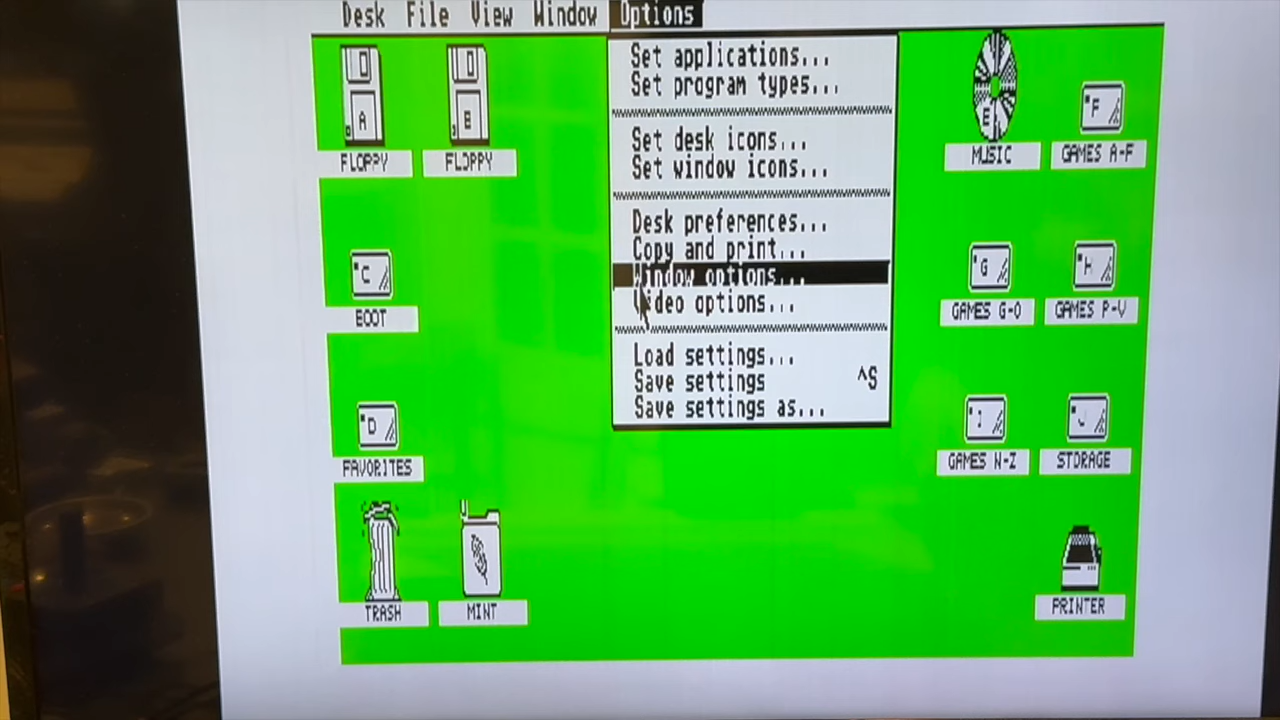 Desk File View Window Options
Set applications...
Set program types...
Set desk icons...
Set window icons...
Desk preferences...
Copy and print...
Window options...
Video options...
Load settings...
Save settings ^S
Save settings as...
A
FLOPPY
B
FLOPPY
E
MUSIC
F
GAMES A-F
C
BOOT
G
GAMES G-O
H
GAMES P-V
D
FAVORITES
I
GAMES N-Z
J
STORAGE
TRASH
MINT
PRINTER